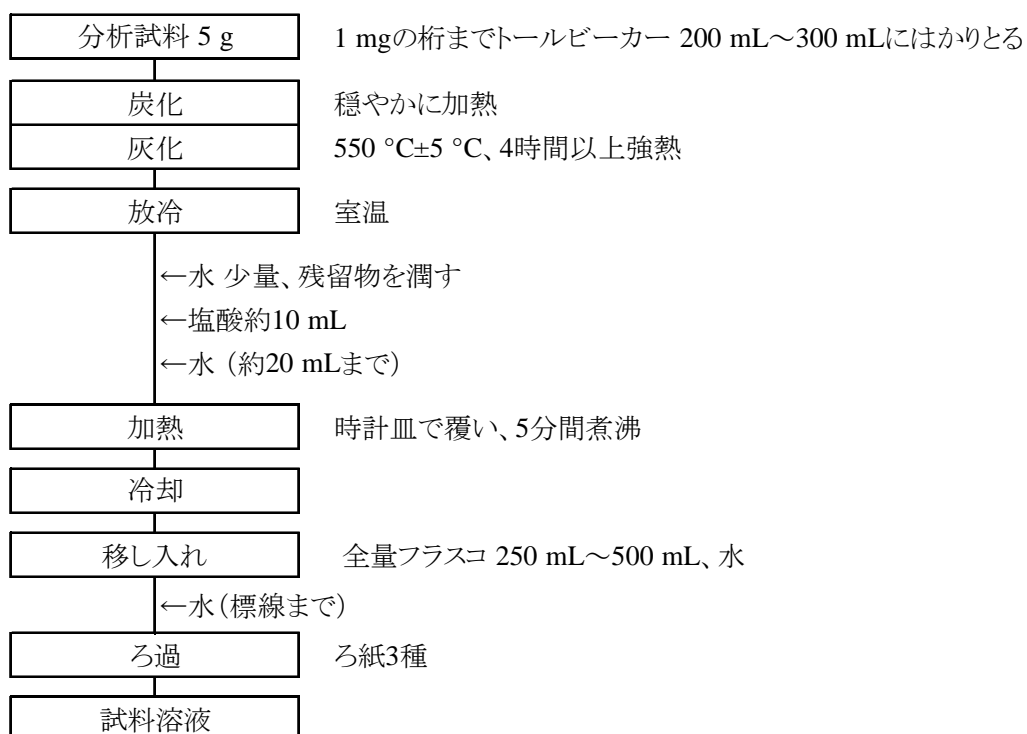 分析試料 5 g 1 mgの桁までトールビーカー 200 mL～300 mLにはかりとる
炭化 穏やかに加熱
灰化 550 °C±5 °C、4時間以上強熱
放冷 室温
←水 少量、残留物を潤す
←塩酸約10 mL
←水（約20 mLまで）
加熱 時計皿で覆い、5分間煮沸
冷却
移し入れ 全量フラスコ 250 mL～500 mL、水
←水（標線まで）
ろ過 ろ紙3種
試料溶液